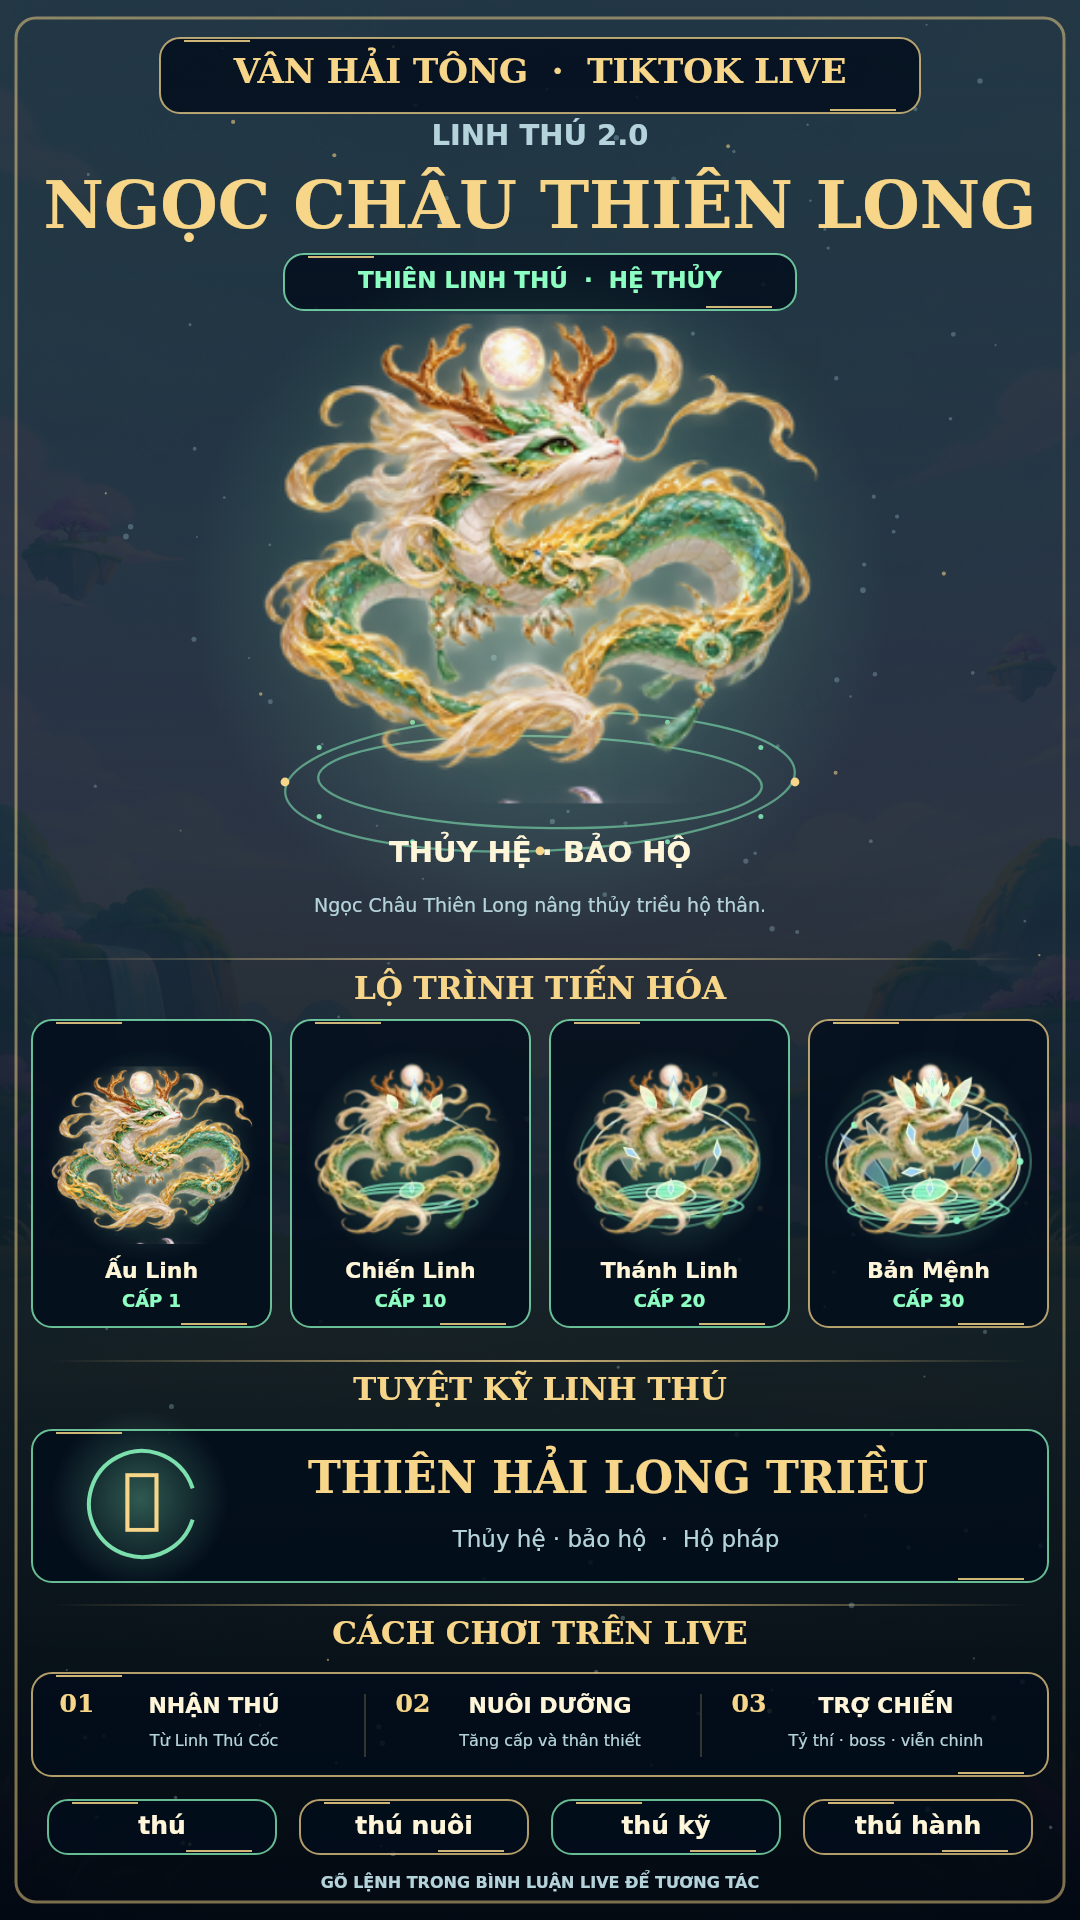 VÂN HẢI TÔNG · TIKTOK LIVE
LINH THÚ 2.0
NGỌC CHÂU THIÊN LONG
THIÊN LINH THÚ · HỆ THỦY
THỦY HỆ · BẢO HỘ
Ngọc Châu Thiên Long nâng thủy triều hộ thân.
LỘ TRÌNH TIẾN HÓA
Ấu Linh
CẤP 1
Chiến Linh
CẤP 10
Thánh Linh
CẤP 20
Bản Mệnh
CẤP 30
TUYỆT KỸ LINH THÚ
THIÊN HẢI LONG TRIỀU
Thủy hệ · bảo hộ · Hộ pháp
CÁCH CHƠI TRÊN LIVE
01 NHẬN THÚ
Từ Linh Thú Cốc
02 NUÔI DƯỠNG
Tăng cấp và thân thiết
03 TRỢ CHIẾN
Tỷ thí · boss · viễn chinh
thú
thú nuôi
thú kỹ
thú hành
GÕ LỆNH TRONG BÌNH LUẬN LIVE ĐỂ TƯƠNG TÁC